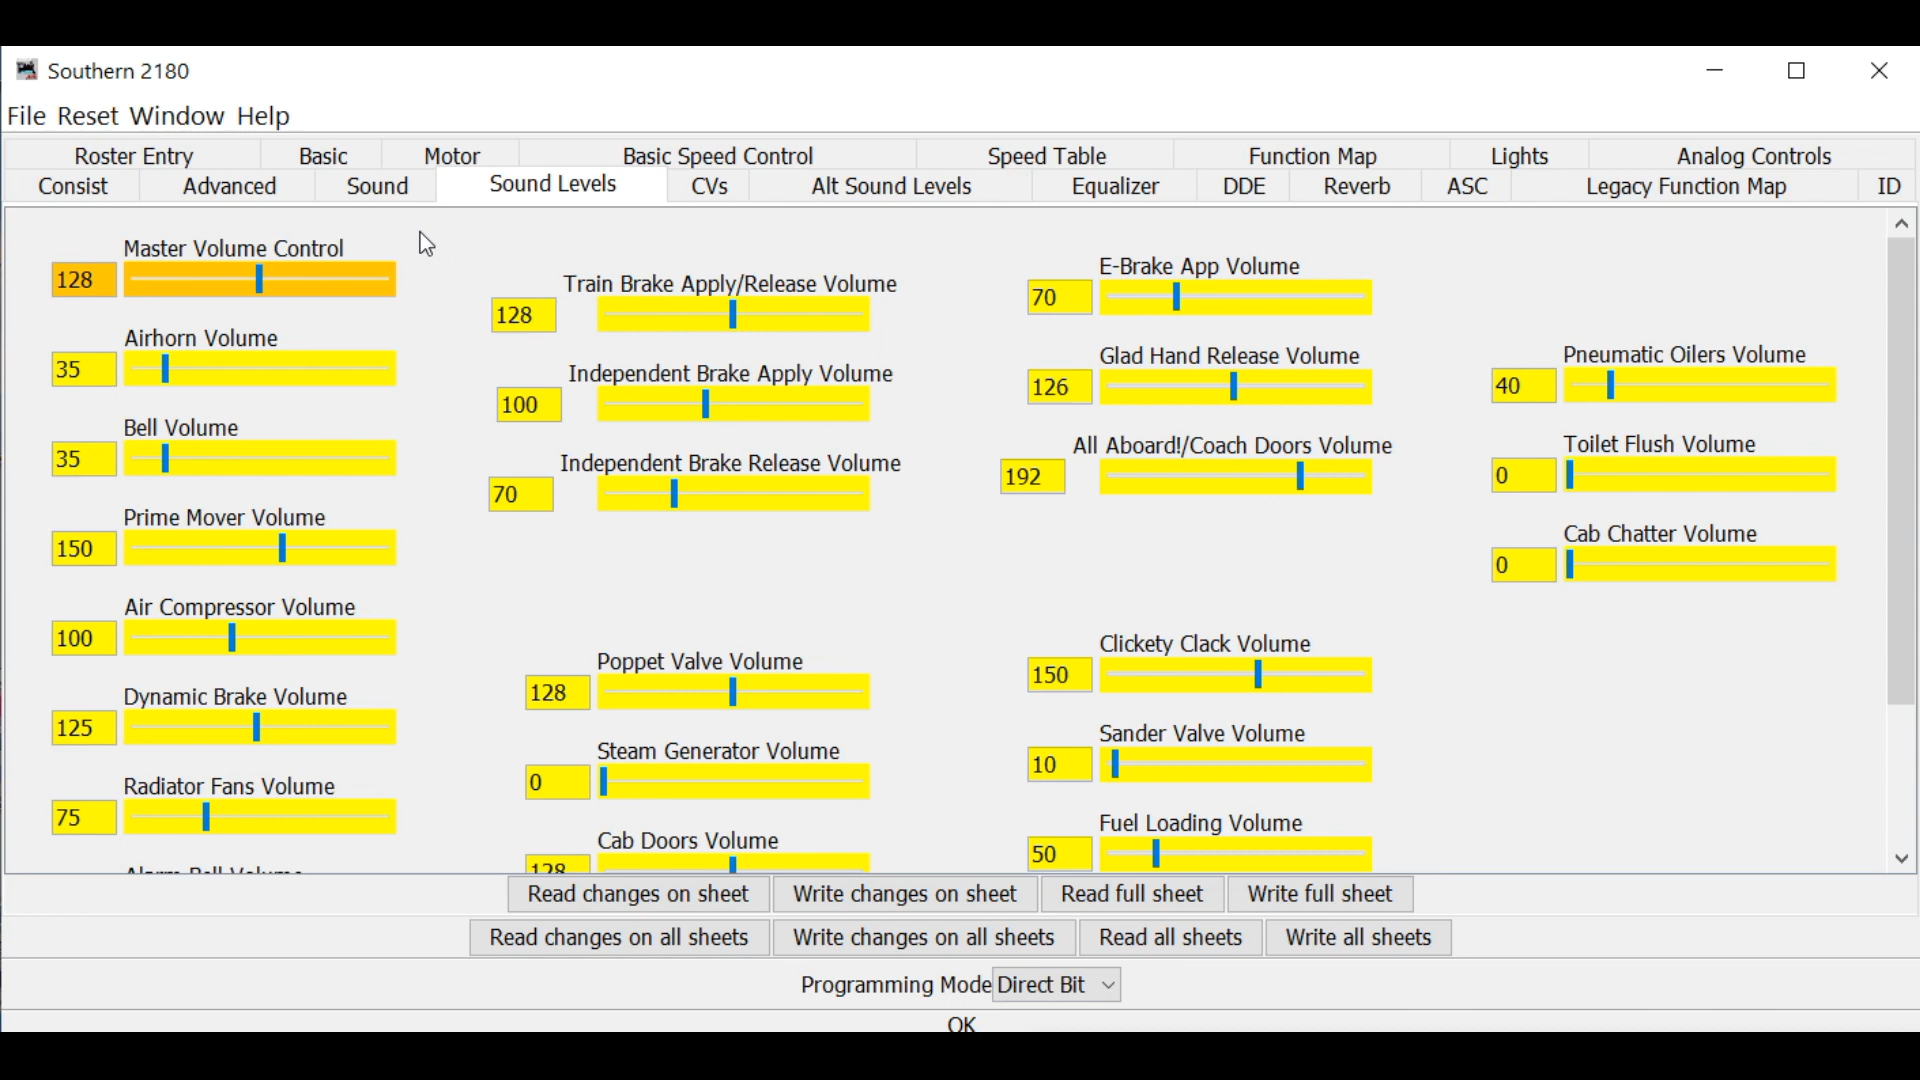 Southern 2180
File Reset Window Help
Roster Entry Basic Motor Basic Speed Control Speed Table Function Map Lights Analog Controls
Consist Advanced Sound Sound Levels CVs Alt Sound Levels Equalizer DDE Reverb ASC Legacy Function Map ID
Master Volume Control
128
Airhorn Volume
35
Bell Volume
35
Prime Mover Volume
150
Air Compressor Volume
100
Dynamic Brake Volume
125
Radiator Fans Volume
75
Alarm Bell Volume
Train Brake Apply/Release Volume
128
Independent Brake Apply Volume
100
Independent Brake Release Volume
70
Poppet Valve Volume
128
Steam Generator Volume
0
Cab Doors Volume
128
E-Brake App Volume
70
Glad Hand Release Volume
126
All Aboard!/Coach Doors Volume
192
Clickety Clack Volume
150
Sander Valve Volume
10
Fuel Loading Volume
50
Pneumatic Oilers Volume
40
Toilet Flush Volume
0
Cab Chatter Volume
0
Read changes on sheet Write changes on sheet Read full sheet Write full sheet
Read changes on all sheets Write changes on all sheets Read all sheets Write all sheets
Programming Mode Direct Bit
OK